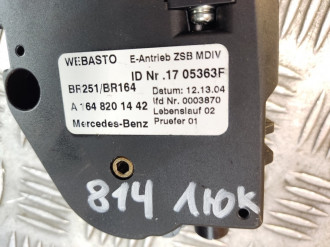 WEBASTO E-Antrieb ZSB MDIV
ID Nr .17 05363F
BR251/BR164 Datum: 12.13.04
lfd Nr. 0003870
A 164 820 14 42 Lebenslauf 02
Mercedes-Benz Pruefer 01
814 люк